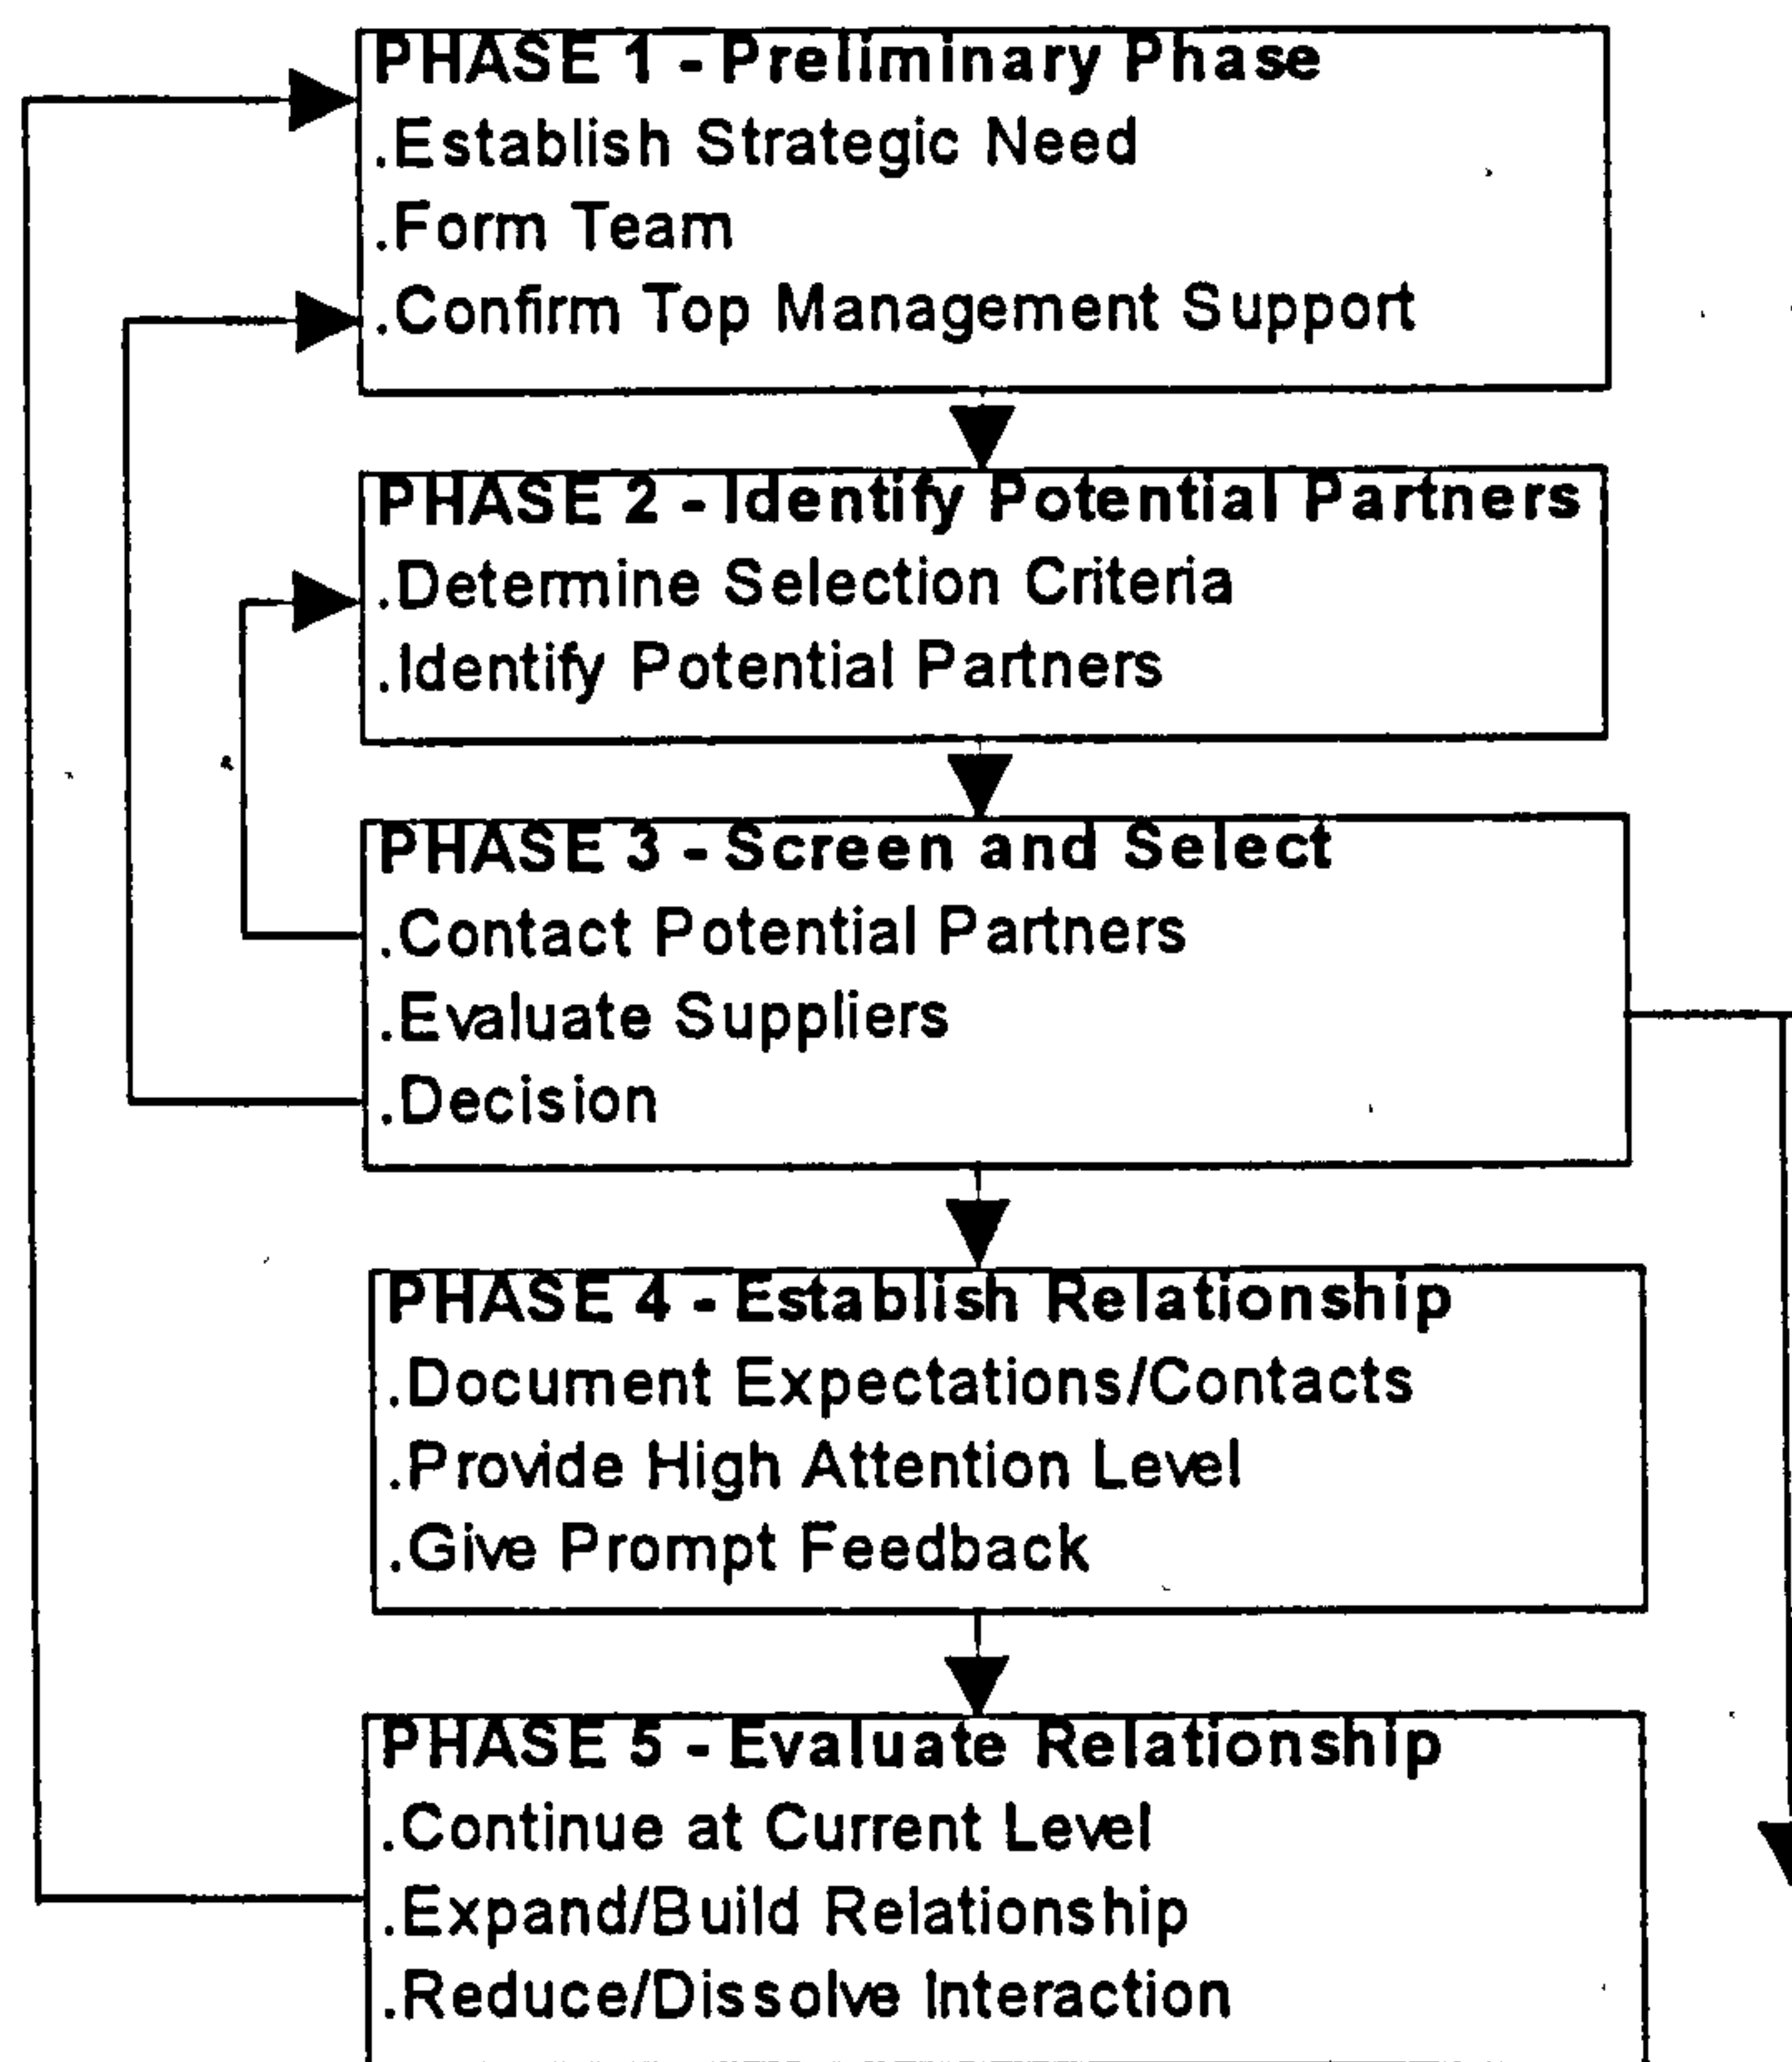 PHASE 1 - Preliminary Phase
.Establish Strategic Need
.Form Team
.Confirm Top Management Support
PHASE 2 - Identify Potential Partners
.Determine Selection Criteria
.Identify Potential Partners
PHASE 3 - Screen and Select
.Contact Potential Partners
.Evaluate Suppliers
.Decision
PHASE 4 - Establish Relationship
.Document Expectations/Contacts
.Provide High Attention Level
.Give Prompt Feedback
PHASE 5 - Evaluate Relationship
.Continue at Current Level
.Expand/Build Relationship
.Reduce/Dissolve Interaction